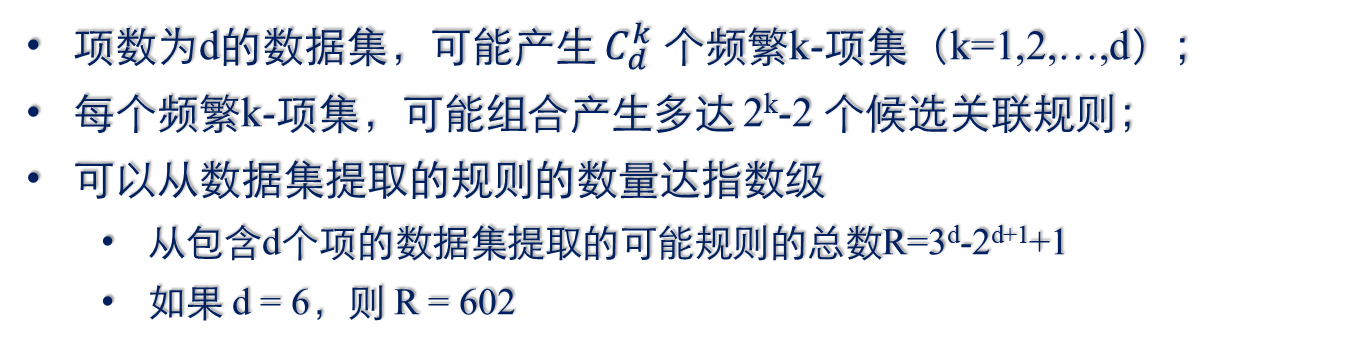 • 项数为d的数据集，可能产生 $C_d^k$ 个频繁k-项集（k=1,2,…,d）；
• 每个频繁k-项集，可能组合产生多达 2ᵏ-2 个候选关联规则；
• 可以从数据集提取的规则的数量达指数级
• 从包含d个项的数据集提取的可能规则的总数R=3ᵈ-2ᵈ⁺¹+1
• 如果 d = 6，则 R = 602